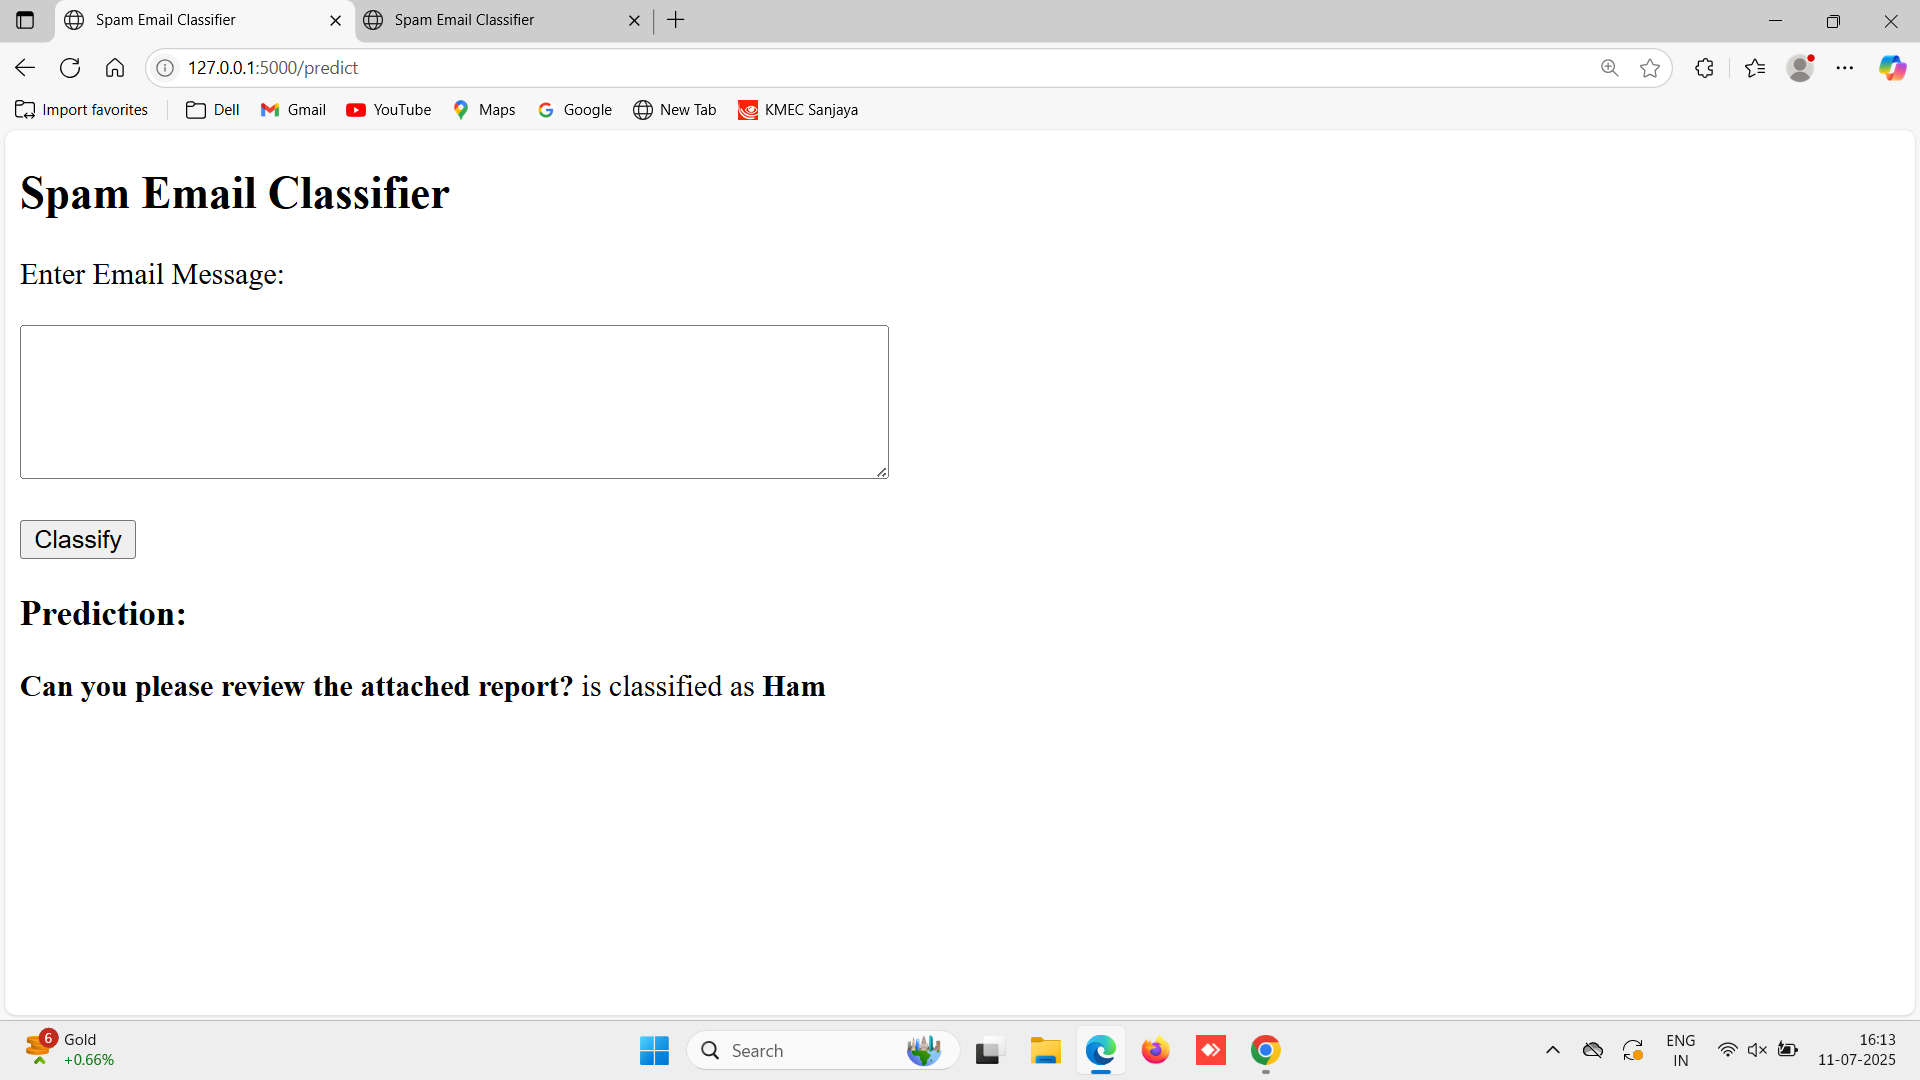 Spam Email Classifier
Spam Email Classifier
127.0.0.1:5000/predict
Import favorites
Dell
Gmail
YouTube
Maps
Google
New Tab
KMEC Sanjaya
Spam Email Classifier
Enter Email Message:
Classify
Prediction:
Can you please review the attached report? is classified as Ham
6
Gold
+0.66%
Search
ENG
IN
16:13
11-07-2025